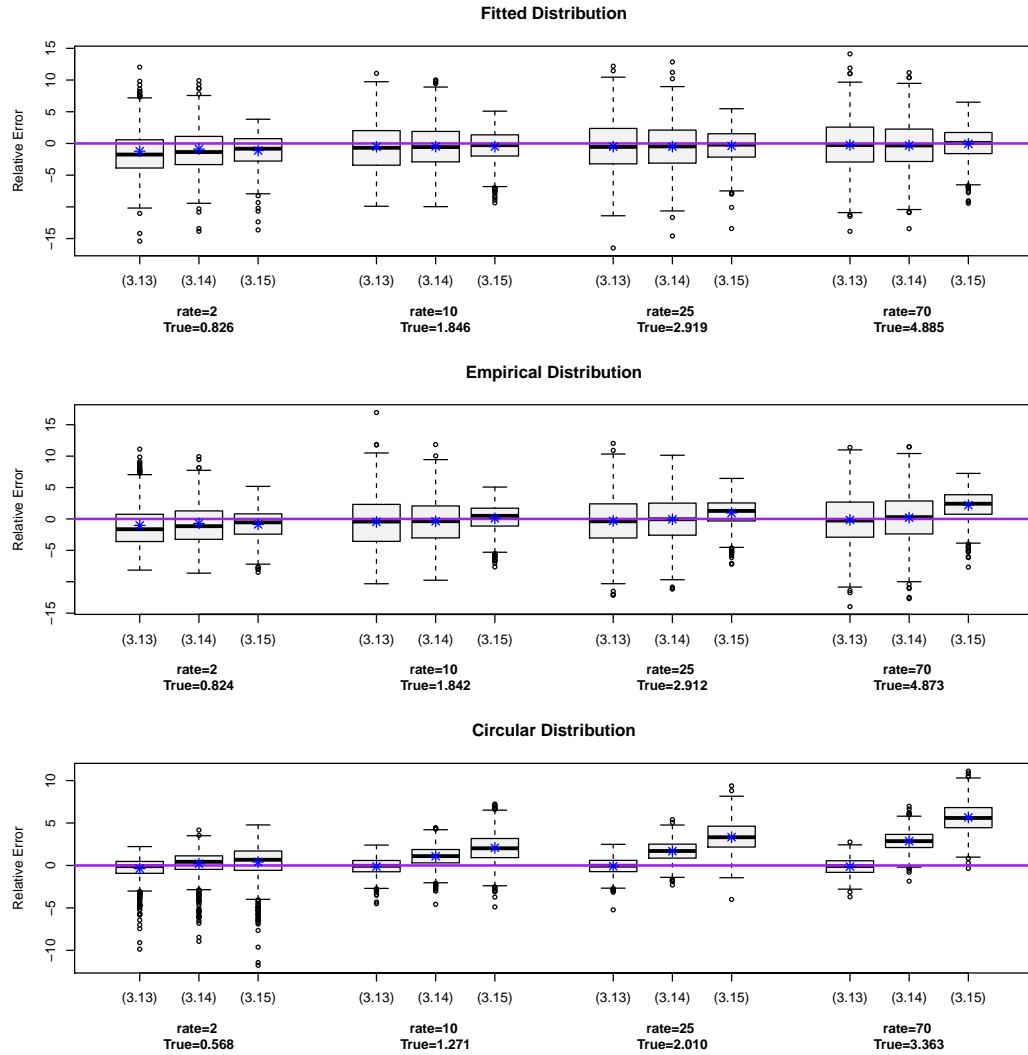 Fitted Distribution
Relative Error
15
10
5
0
−5
−15
(3.13) (3.14) (3.15) (3.13) (3.14) (3.15) (3.13) (3.14) (3.15) (3.13) (3.14) (3.15)
rate=2 rate=10 rate=25 rate=70
True=0.826 True=1.846 True=2.919 True=4.885
Empirical Distribution
Relative Error
15
10
5
0
−5
−15
(3.13) (3.14) (3.15) (3.13) (3.14) (3.15) (3.13) (3.14) (3.15) (3.13) (3.14) (3.15)
rate=2 rate=10 rate=25 rate=70
True=0.824 True=1.842 True=2.912 True=4.873
Circular Distribution
Relative Error
10
5
0
−5
−10
(3.13) (3.14) (3.15) (3.13) (3.14) (3.15) (3.13) (3.14) (3.15) (3.13) (3.14) (3.15)
rate=2 rate=10 rate=25 rate=70
True=0.568 True=1.271 True=2.010 True=3.363